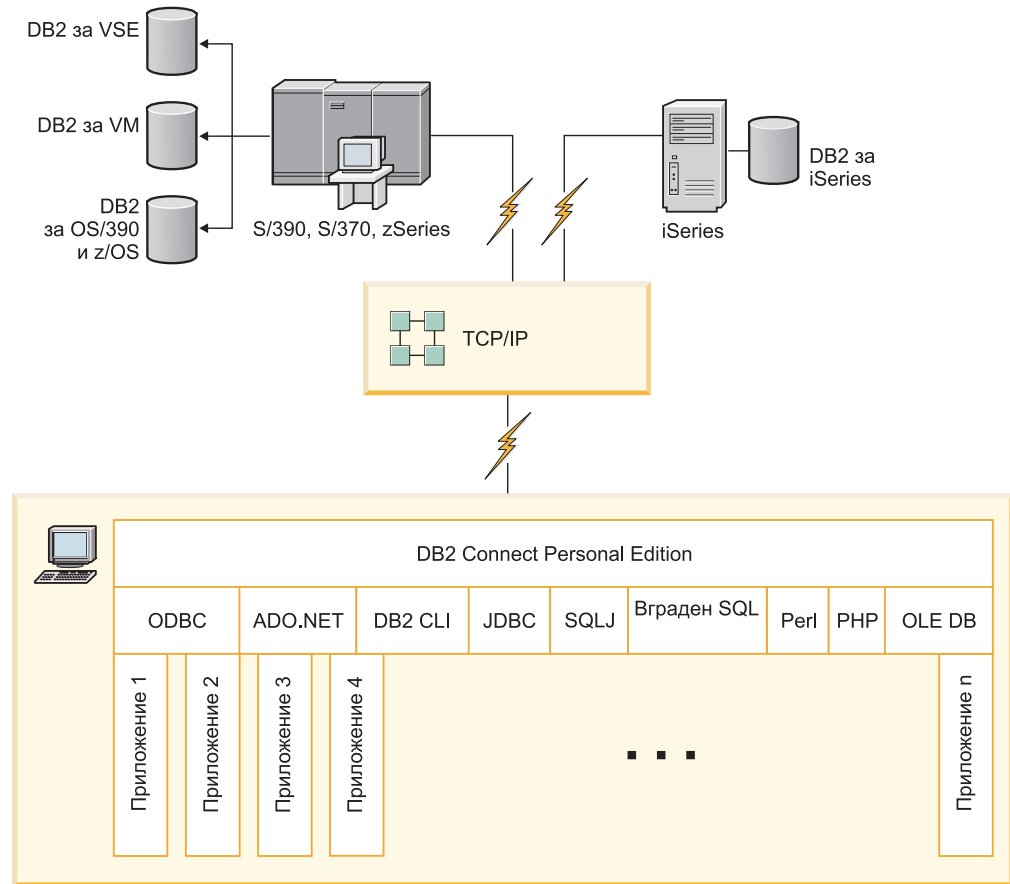 DB2 за VSE
DB2 за VM
DB2
за OS/390
и z/OS
S/390, S/370, zSeries
iSeries
DB2 за
iSeries
TCP/IP
DB2 Connect Personal Edition
ODBC
ADO.NET
DB2 CLI
JDBC
SQLJ
Вграден SQL
Perl
PHP
OLE DB
Приложение 1
Приложение 2
Приложение 3
Приложение 4
. . .
Приложение n